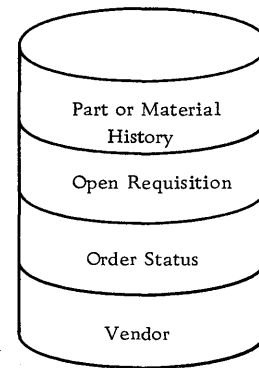 Part or Material
History
Open Requisition
Order Status
Vendor